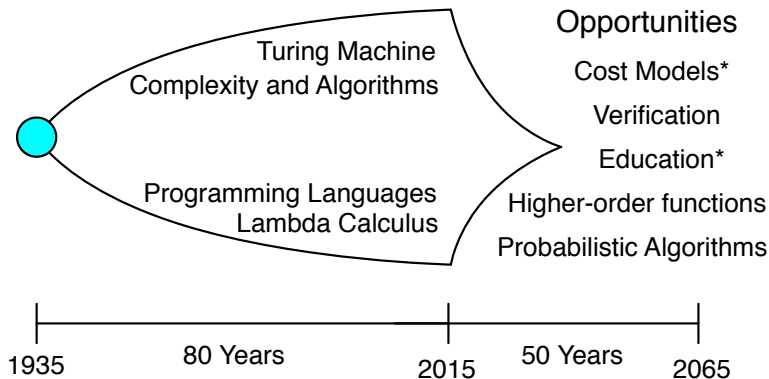 Turing Machine
Complexity and Algorithms
Programming Languages
Lambda Calculus
Opportunities
Cost Models*
Verification
Education*
Higher-order functions
Probabilistic Algorithms
1935
80 Years
2015
50 Years
2065